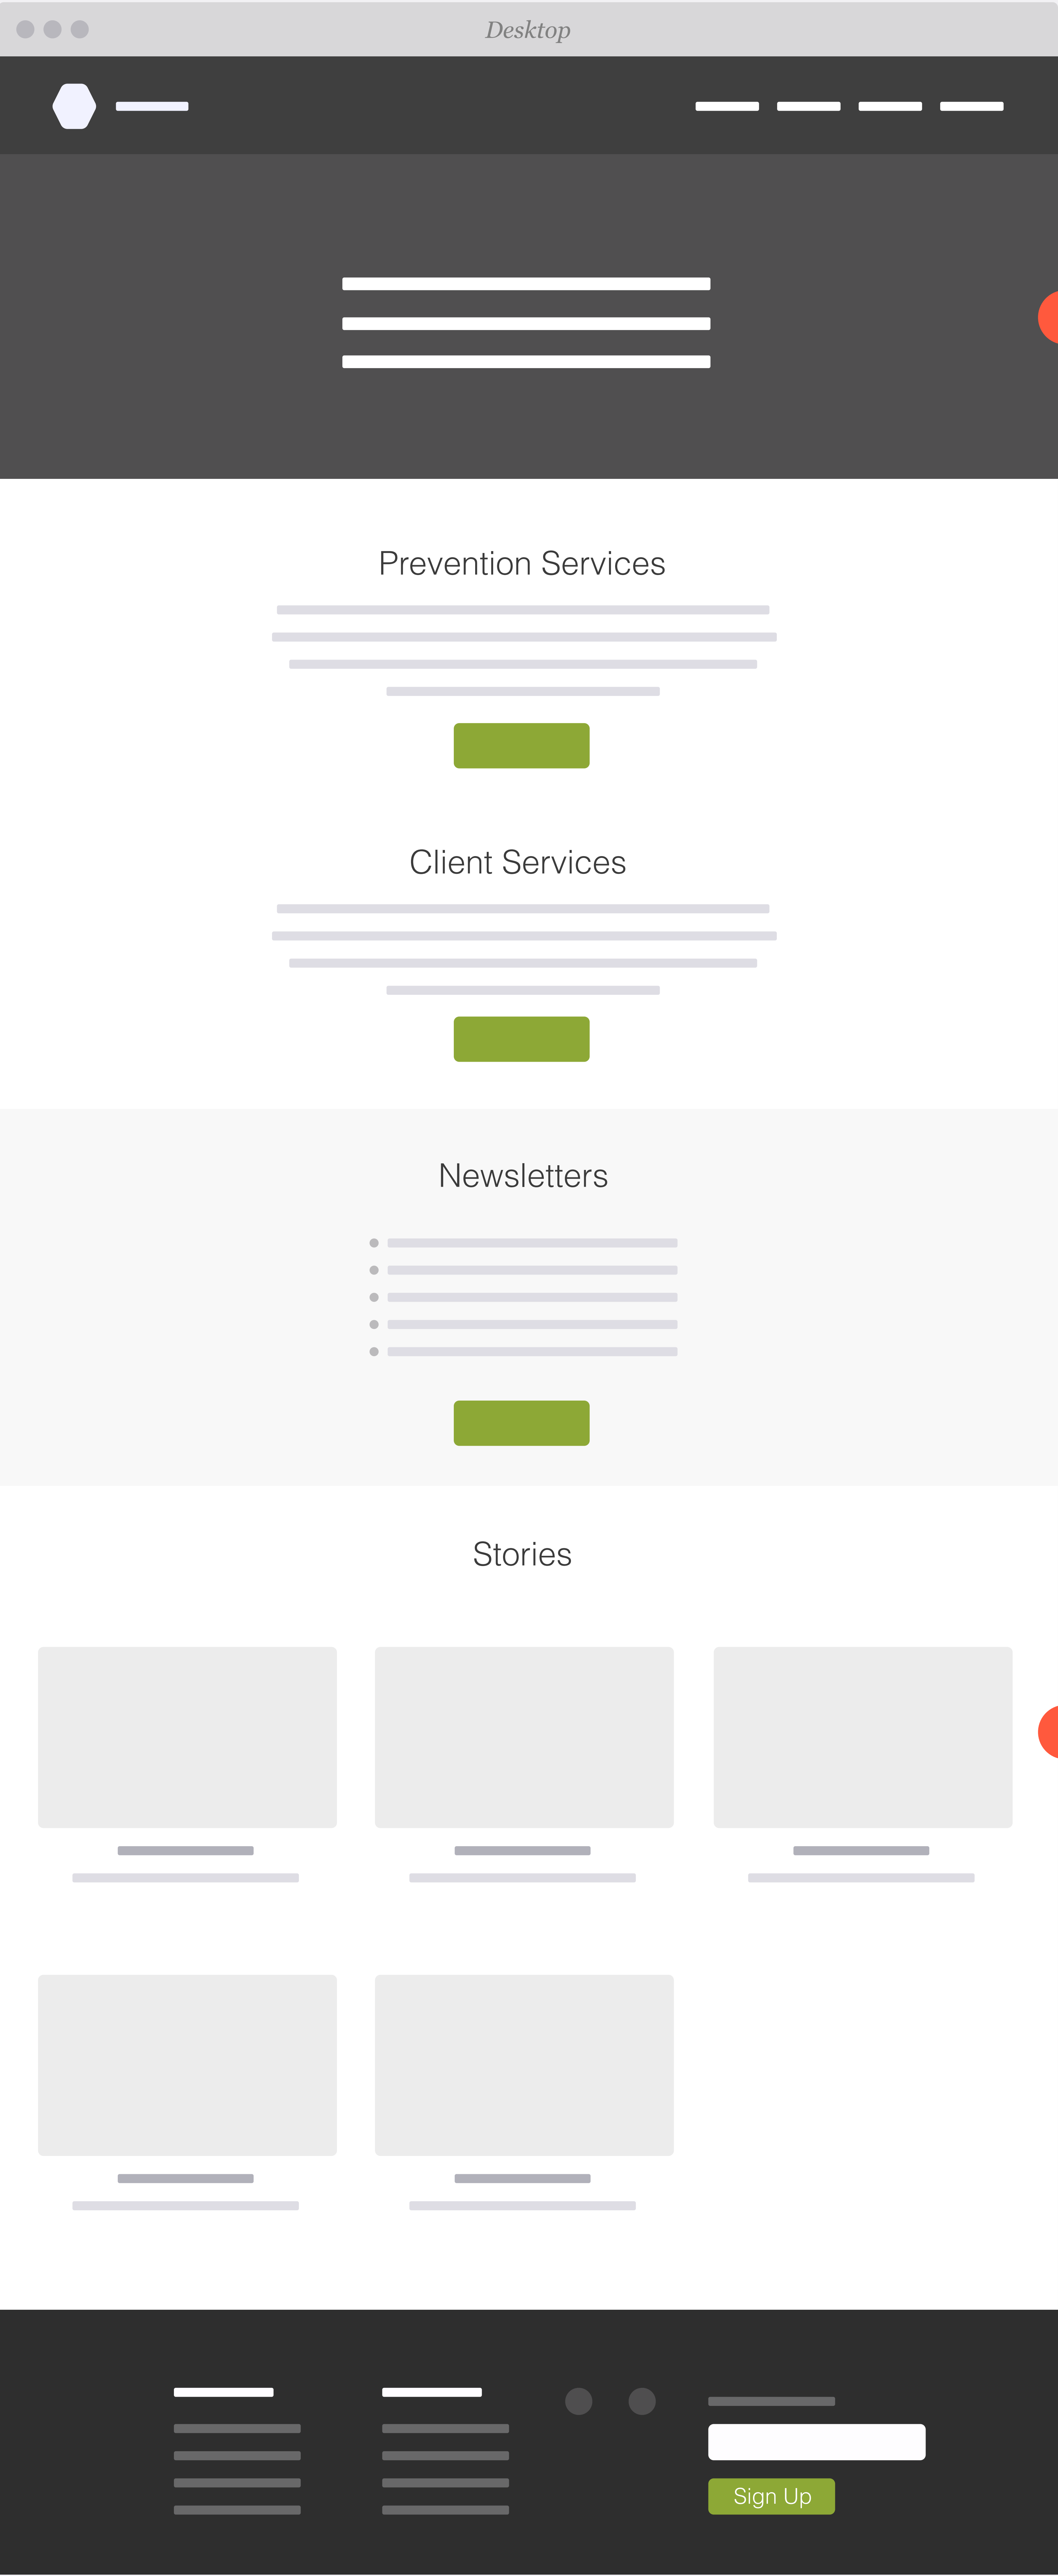 Desktop
Prevention Services
Client Services
Newsletters
Stories
Sign Up